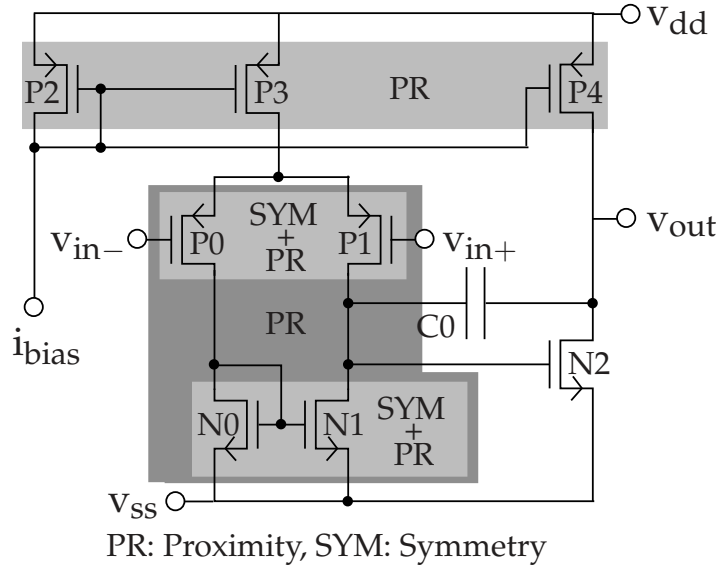 vdd
P2
P3
PR
P4
SYM
+
PR
vin−
P0
P1
vin+
vout
PR
C0
ibias
N2
N0
N1
SYM
+
PR
vss
PR: Proximity, SYM: Symmetry